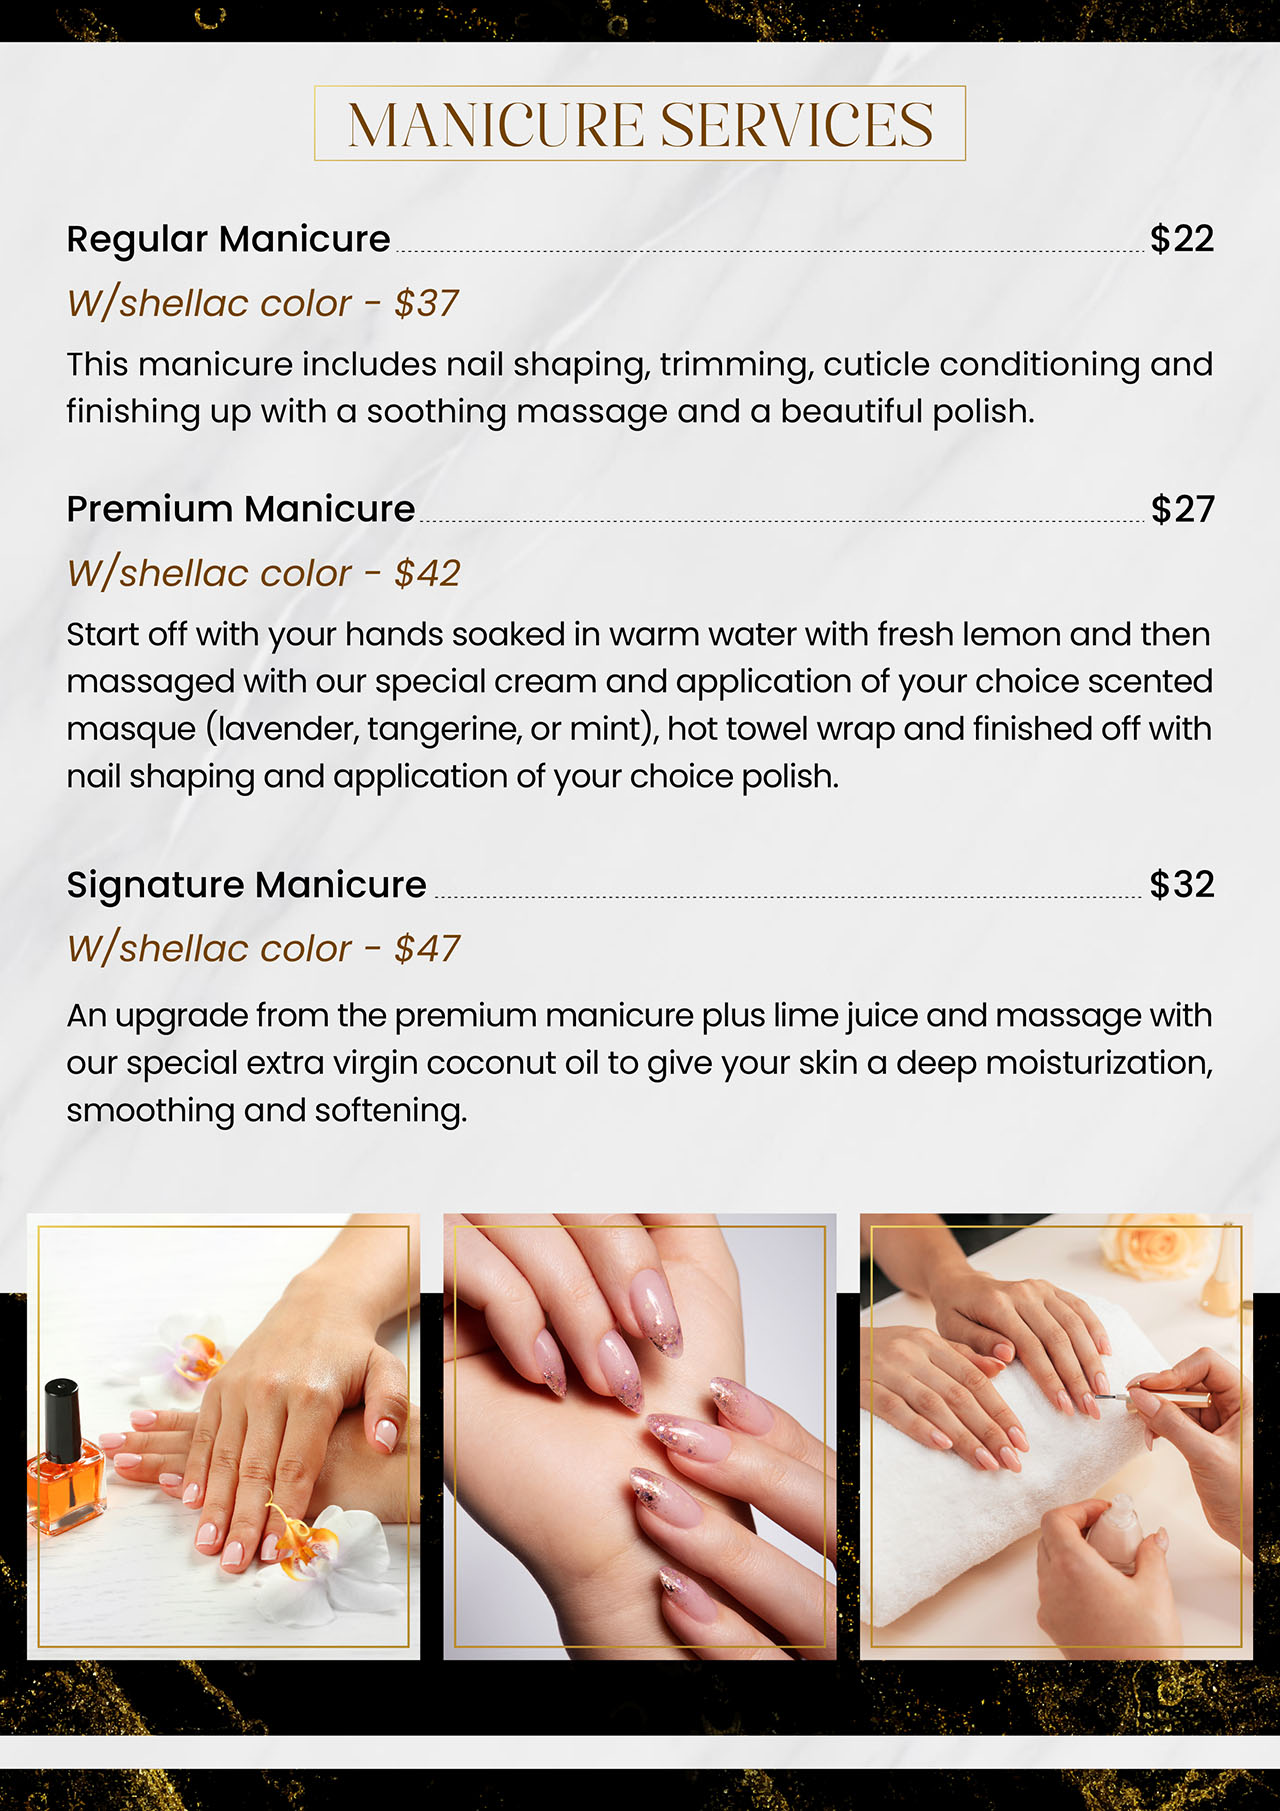 MANICURE SERVICES
Regular Manicure $22
W/shellac color - $37
This manicure includes nail shaping, trimming, cuticle conditioning and
finishing up with a soothing massage and a beautiful polish.
Premium Manicure $27
W/shellac color - $42
Start off with your hands soaked in warm water with fresh lemon and then
massaged with our special cream and application of your choice scented
masque (lavender, tangerine, or mint), hot towel wrap and finished off with
nail shaping and application of your choice polish.
Signature Manicure $32
W/shellac color - $47
An upgrade from the premium manicure plus lime juice and massage with
our special extra virgin coconut oil to give your skin a deep moisturization,
smoothing and softening.